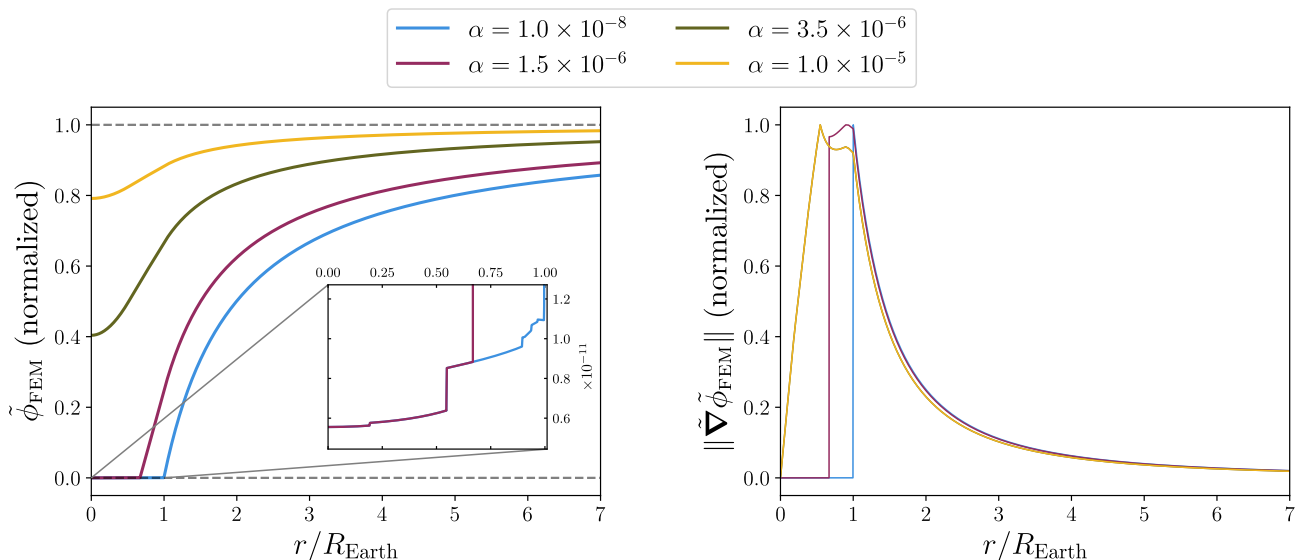 α = 1.0 × 10⁻⁸
α = 3.5 × 10⁻⁶
α = 1.5 × 10⁻⁶
α = 1.0 × 10⁻⁵
φ̃_FEM (normalized)
1.0
0.8
0.6
0.4
0.2
0.0
0.00 0.25 0.50 0.75 1.00
1.2
1.0
0.8
0.6
×10⁻¹¹
0 1 2 3 4 5 6 7
r/R_Earth
‖∇̃φ̃_FEM‖ (normalized)
1.0
0.8
0.6
0.4
0.2
0.0
0 1 2 3 4 5 6 7
r/R_Earth